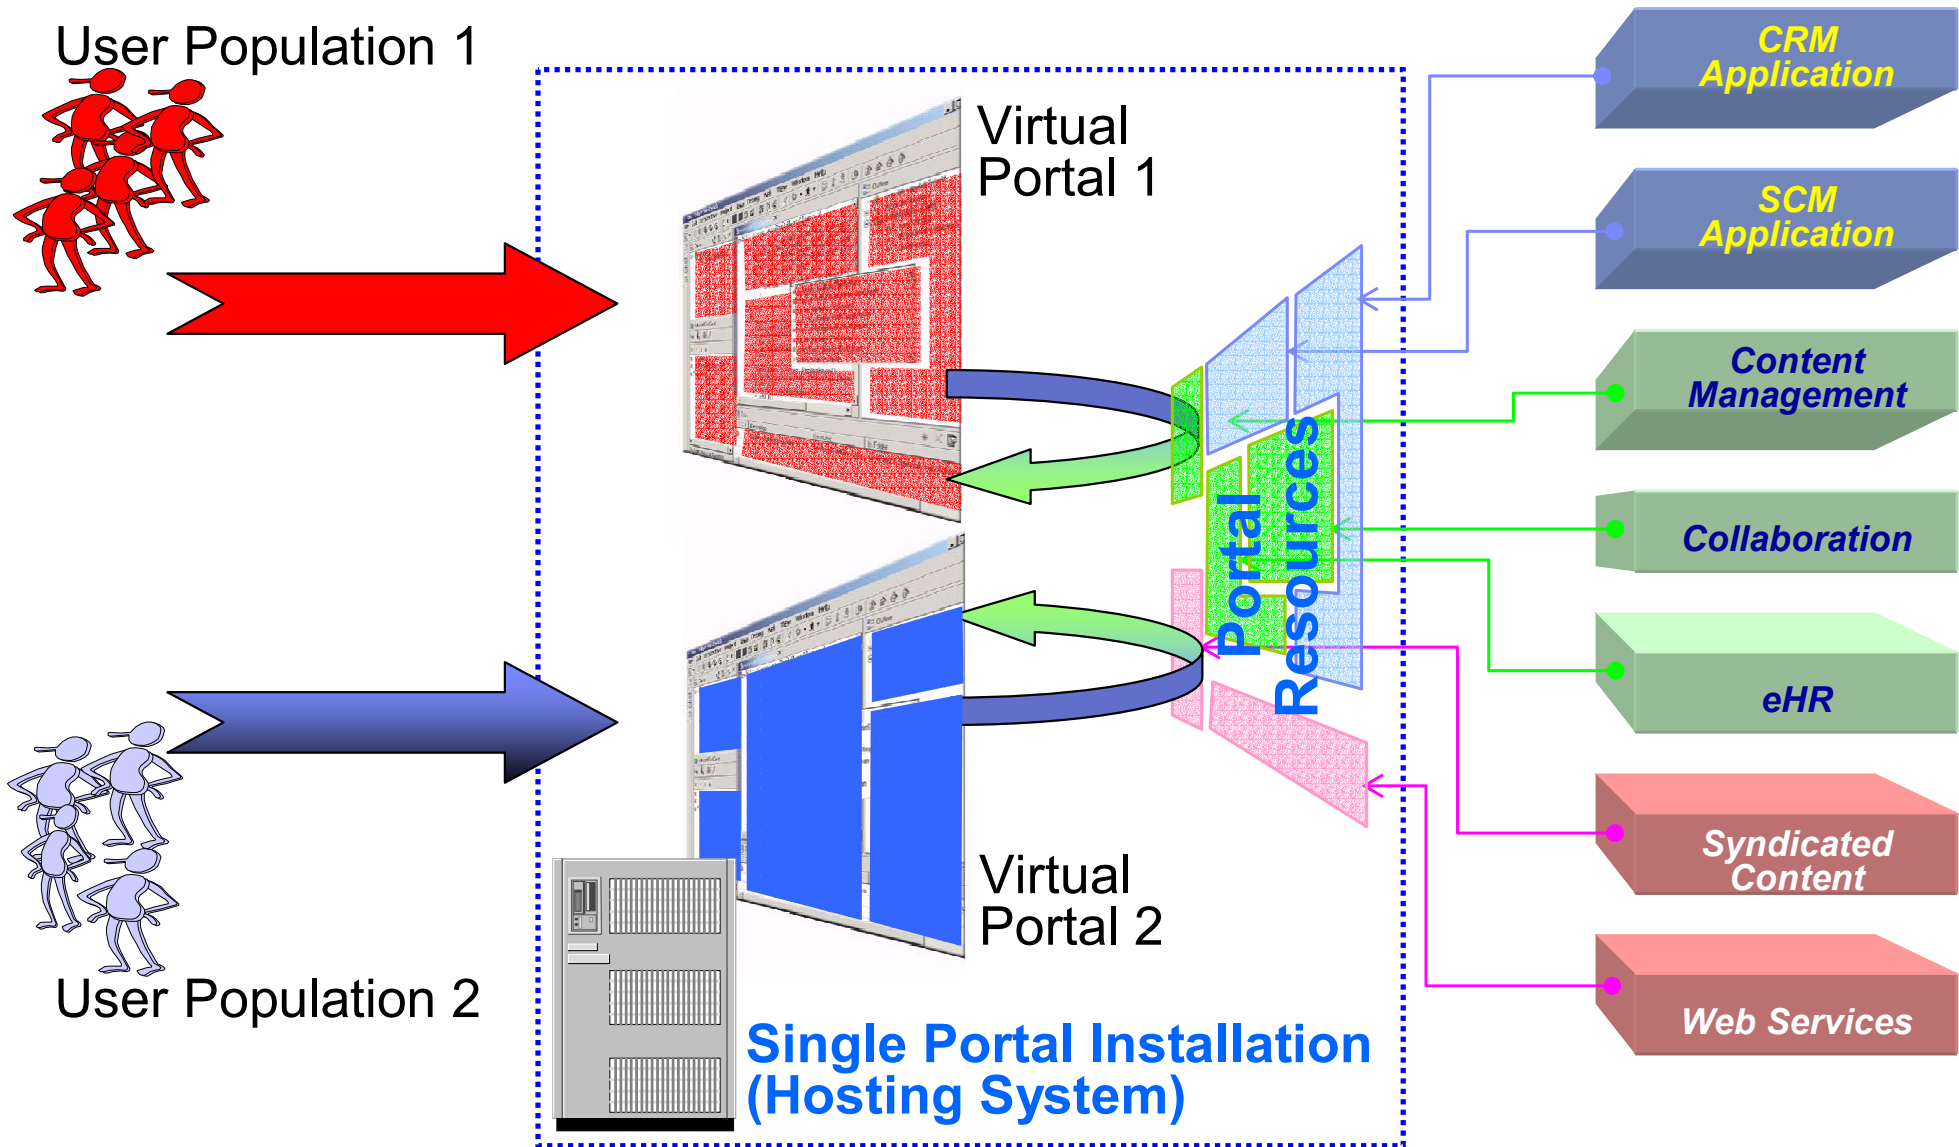 User Population 1
Virtual
Portal 1
CRM
Application
SCM
Application
Content
Management
Collaboration
eHR
Syndicated
Content
Web Services
Portal
Resources
Virtual
Portal 2
User Population 2
Single Portal Installation
(Hosting System)